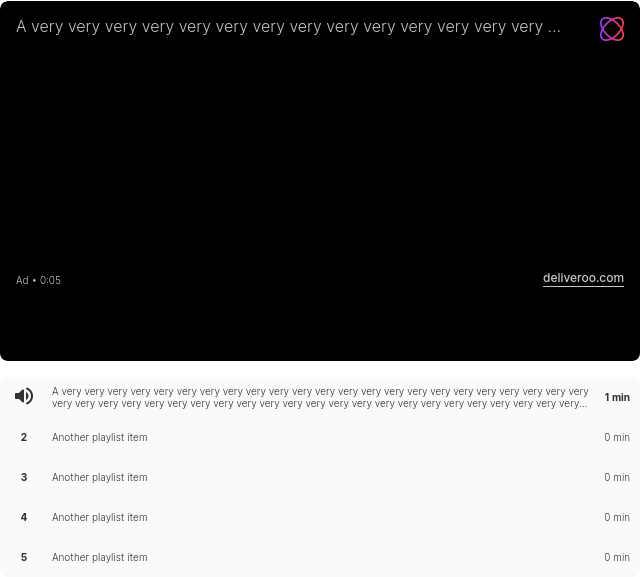 A very very very very very very very very very very very very very very ...
Ad • 0:05
deliveroo.com
A very very very very very very very very very very very very very very very very very very very very very very very
very very very very very very very very very very very very very very very very very very very very very very very...
1 min
2 Another playlist item 0 min
3 Another playlist item 0 min
4 Another playlist item 0 min
5 Another playlist item 0 min